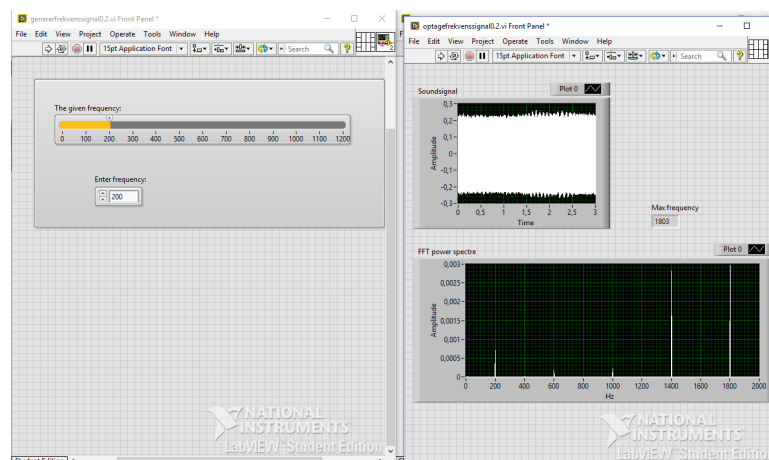 generefrekvenssignal0.2.vi Front Panel *
File Edit View Project Operate Tools Window Help
15pt Application Font
Search
The given frequency:
0 100 200 300 400 500 600 700 800 900 1000 1100 1200
Enter frequency:
200
NATIONAL
INSTRUMENTS
LabVIEW Student Edition
optagefrekvenssignal0.2.vi Front Panel *
File Edit View Project Operate Tools Window Help
15pt Application Font
Search
Soundsignal
Plot 0
Amplitude
0,3
0,2
0,1
0
-0,1
-0,2
-0,3
0 0,5 1 1,5 2 2,5 3
Time
Max frequency
1803
FFT power spectre
Plot 0
Amplitude
0,003
0,0025
0,002
0,0015
0,001
0,0005
0
0 200 400 600 800 1000 1200 1400 1600 1800 2000
Hz
NATIONAL
INSTRUMENTS
LabVIEW Student Edition